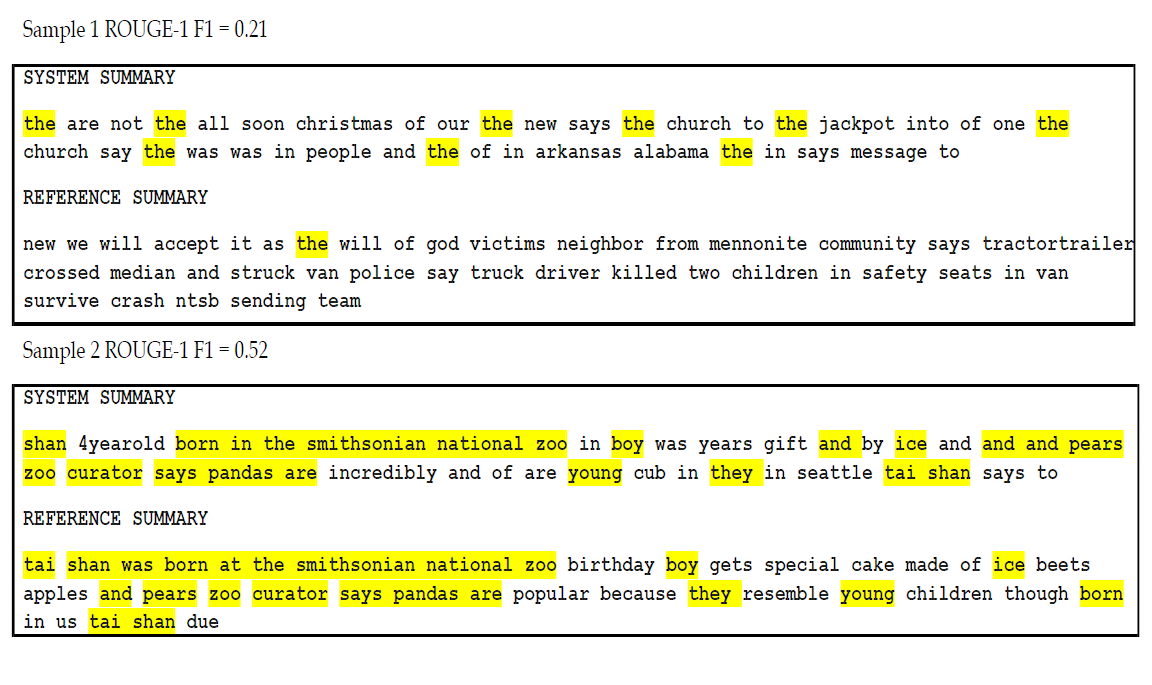 Sample 1 ROUGE-1 F1 = 0.21
SYSTEM SUMMARY
the are not the all soon christmas of our the new says the church to the jackpot into of one the
church say the was was in people and the of in arkansas alabama the in says message to
REFERENCE SUMMARY
new we will accept it as the will of god victims neighbor from mennonite community says tractortrailer
crossed median and struck van police say truck driver killed two children in safety seats in van
survive crash ntsb sending team
Sample 2 ROUGE-1 F1 = 0.52
SYSTEM SUMMARY
shan 4yearold born in the smithsonian national zoo in boy was years gift and by ice and and and pears
zoo curator says pandas are incredibly and of are young cub in they in seattle tai shan says to
REFERENCE SUMMARY
tai shan was born at the smithsonian national zoo birthday boy gets special cake made of ice beets
apples and pears zoo curator says pandas are popular because they resemble young children though born
in us tai shan due